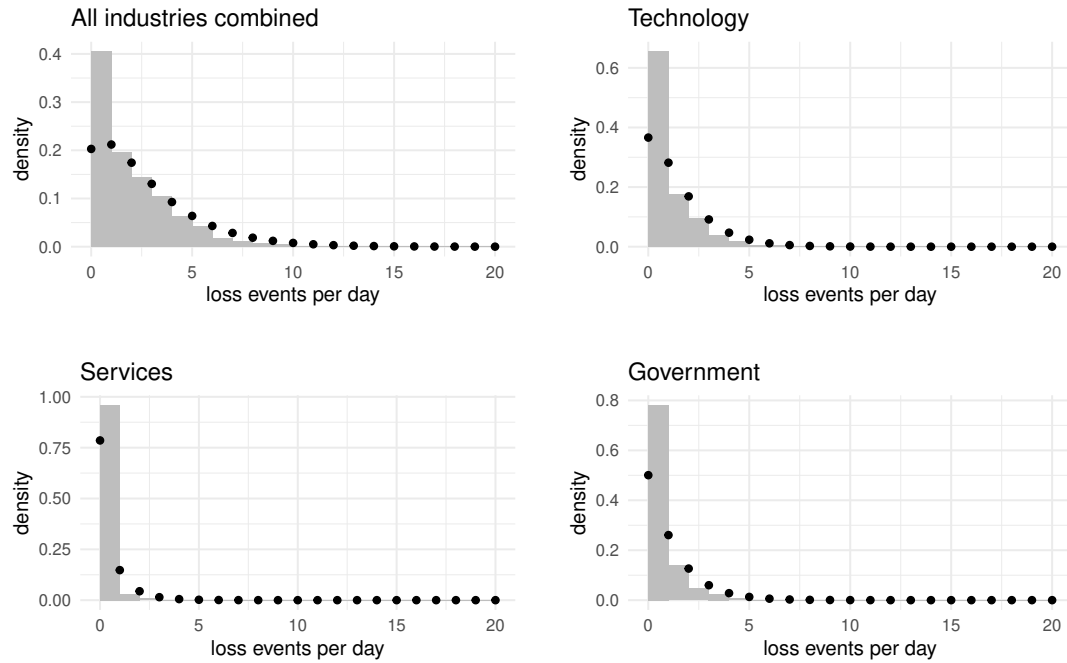 All industries combined
density
0.4
0.3
0.2
0.1
0.0
0 5 10 15 20
loss events per day
Technology
density
0.6
0.4
0.2
0.0
0 5 10 15 20
loss events per day
Services
density
1.00
0.75
0.50
0.25
0.00
0 5 10 15 20
loss events per day
Government
density
0.8
0.6
0.4
0.2
0.0
0 5 10 15 20
loss events per day